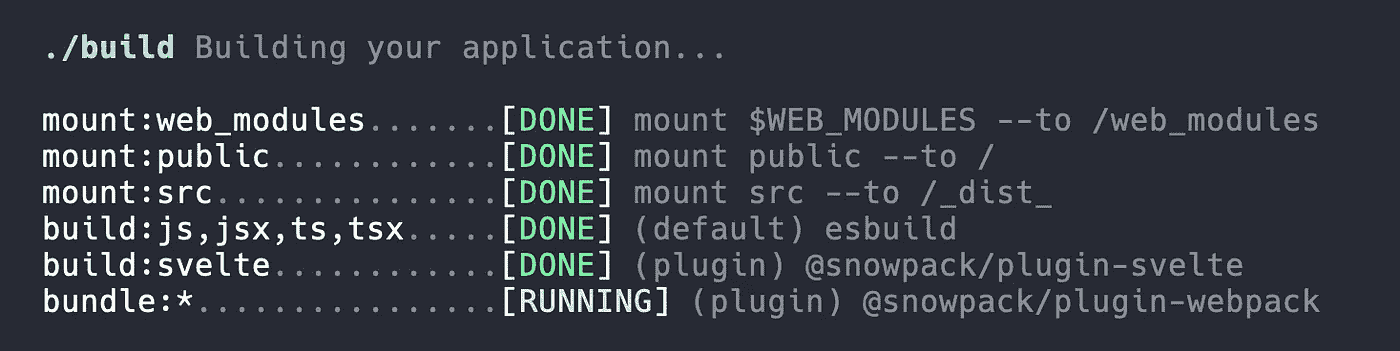 ./build Building your application...
mount:web_modules.......[DONE] mount $WEB_MODULES --to /web_modules
mount:public............[DONE] mount public --to /
mount:src...............[DONE] mount src --to /_dist_
build:js,jsx,ts,tsx.....[DONE] (default) esbuild
build:svelte............[DONE] (plugin) @snowpack/plugin-svelte
bundle:*................[RUNNING] (plugin) @snowpack/plugin-webpack